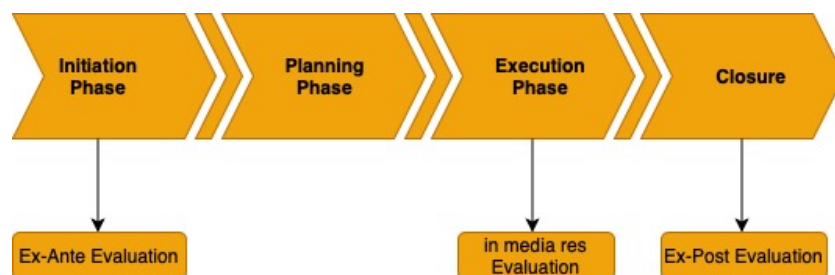 Initiation
Phase
Planning
Phase
Execution
Phase
Closure
Ex-Ante Evaluation
in media res
Evaluation
Ex-Post Evaluation